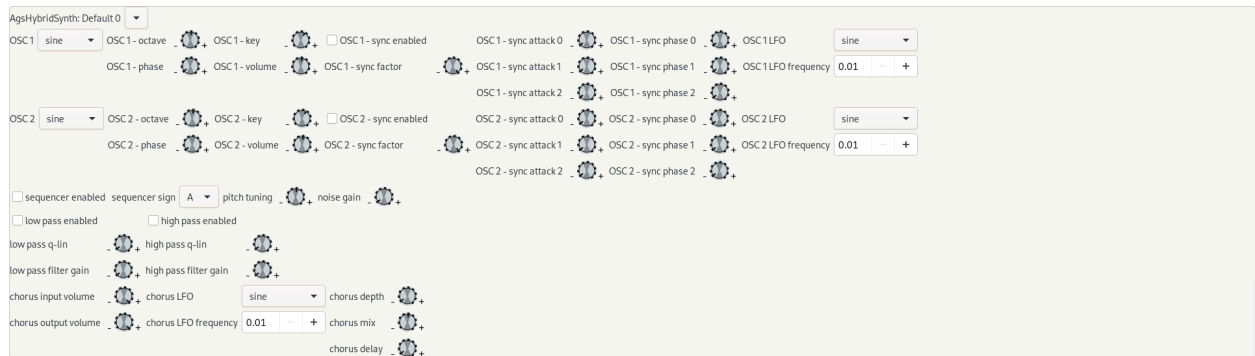 AgsHybridSynth: Default 0
OSC 1 sine OSC 1 - octave - + OSC 1 - key - + OSC 1 - sync enabled OSC 1 - sync attack 0 - + OSC 1 - sync phase 0 - + OSC 1 LFO sine
OSC 1 - phase - + OSC 1 - volume - + OSC 1 - sync factor - + OSC 1 - sync attack 1 - + OSC 1 - sync phase 1 - + OSC 1 LFO frequency 0.01 - +
OSC 1 - sync attack 2 - + OSC 1 - sync phase 2 - +
OSC 2 sine OSC 2 - octave - + OSC 2 - key - + OSC 2 - sync enabled OSC 2 - sync attack 0 - + OSC 2 - sync phase 0 - + OSC 2 LFO sine
OSC 2 - phase - + OSC 2 - volume - + OSC 2 - sync factor - + OSC 2 - sync attack 1 - + OSC 2 - sync phase 1 - + OSC 2 LFO frequency 0.01 - +
OSC 2 - sync attack 2 - + OSC 2 - sync phase 2 - +
sequencer enabled sequencer sign A pitch tuning - + noise gain - +
low pass enabled high pass enabled
low pass q-lin - + high pass q-lin - +
low pass filter gain - + high pass filter gain - +
chorus input volume - + chorus LFO sine chorus depth - +
chorus output volume - + chorus LFO frequency 0.01 - + chorus mix - +
chorus delay - +